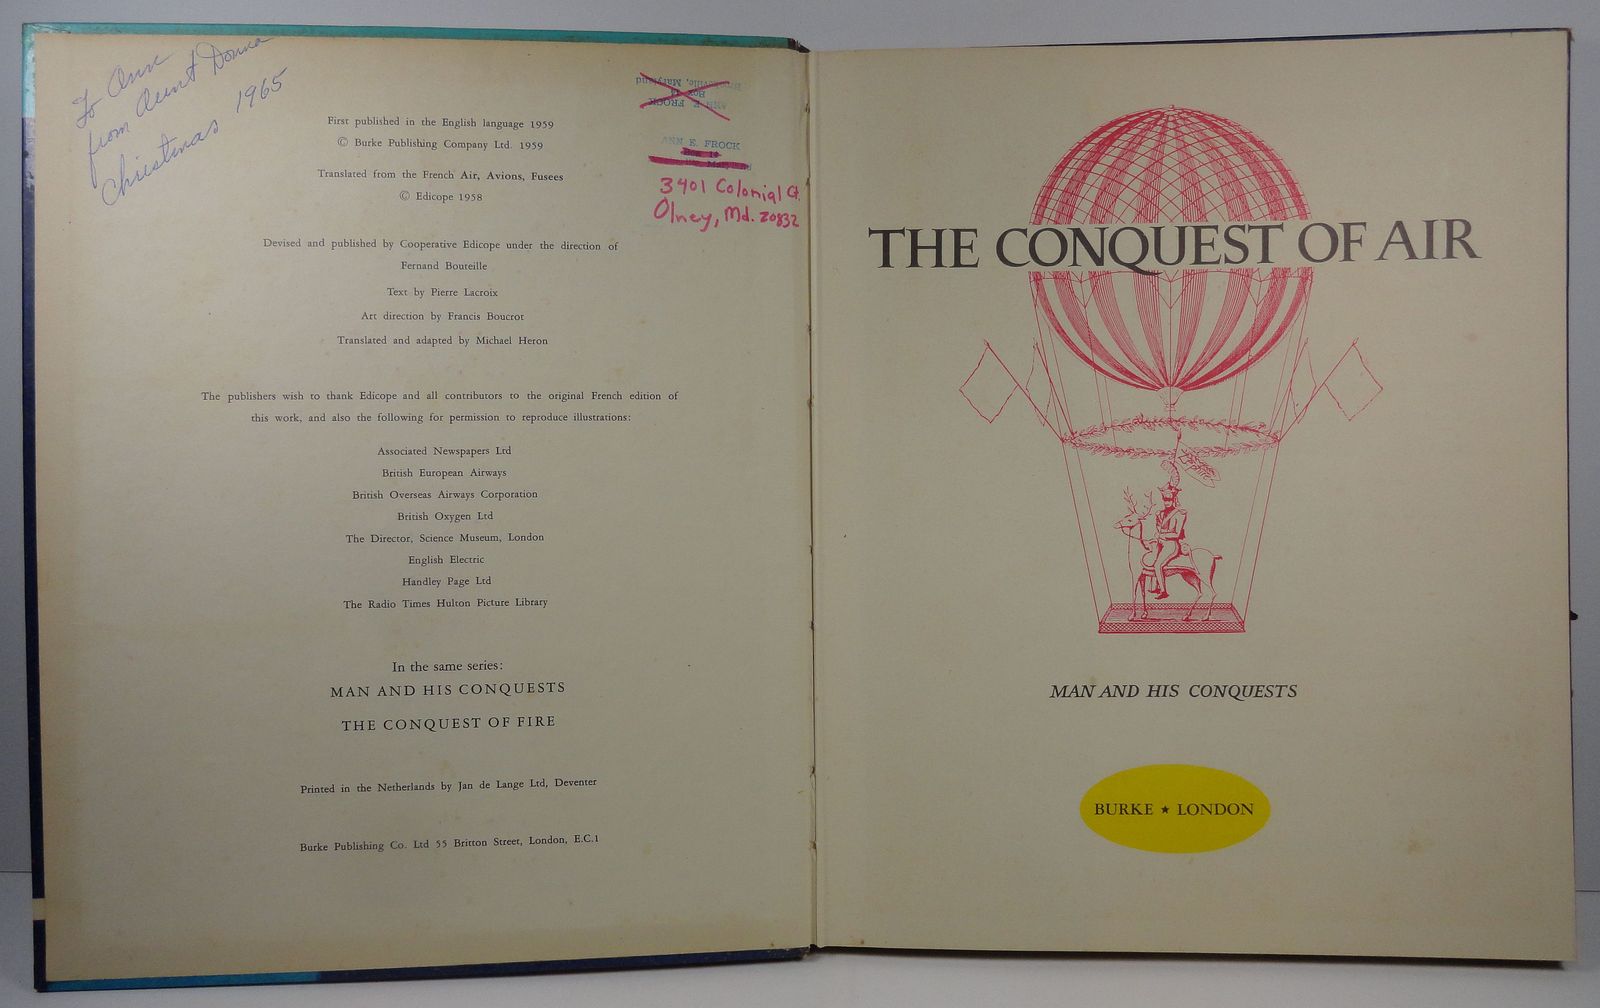 To Ann
from Aunt Donna
Christmas 1965
ANN E FROCK
Box
Maryland
ANN E. FROCK
Box
3401 Colonial Ct.
Olney, Md. 20832
First published in the English language 1959
© Burke Publishing Company Ltd. 1959
Translated from the French Air, Avions, Fusees
© Edicope 1958
Devised and published by Cooperative Edicope under the direction of
Fernand Bouteille
Text by Pierre Lacroix
Art direction by Francis Boucrot
Translated and adapted by Michael Heron
The publishers wish to thank Edicope and all contributors to the original French edition of
this work, and also the following for permission to reproduce illustrations:
Associated Newspapers Ltd
British European Airways
British Overseas Airways Corporation
British Oxygen Ltd
The Director, Science Museum, London
English Electric
Handley Page Ltd
The Radio Times Hulton Picture Library
In the same series:
MAN AND HIS CONQUESTS
THE CONQUEST OF FIRE
Printed in the Netherlands by Jan de Lange Ltd, Deventer
Burke Publishing Co. Ltd 55 Britton Street, London, E.C.1
THE CONQUEST OF AIR
MAN AND HIS CONQUESTS
BURKE ★ LONDON